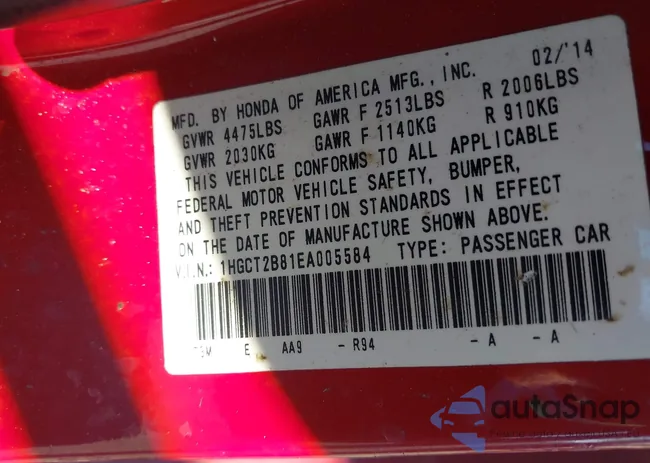 MFD. BY HONDA OF AMERICA MFG., INC. 02/'14
GVWR 4475LBS GAWR F 2513LBS R 2006LBS
GVWR 2030KG GAWR F 1140KG R 910KG
THIS VEHICLE CONFORMS TO ALL APPLICABLE
FEDERAL MOTOR VEHICLE SAFETY, BUMPER,
AND THEFT PREVENTION STANDARDS IN EFFECT
ON THE DATE OF MANUFACTURE SHOWN ABOVE.
V.I.N.: 1HGCT2B81EA005584 TYPE: PASSENGER CAR
E AA9 - R94 - A - A
autoSnap